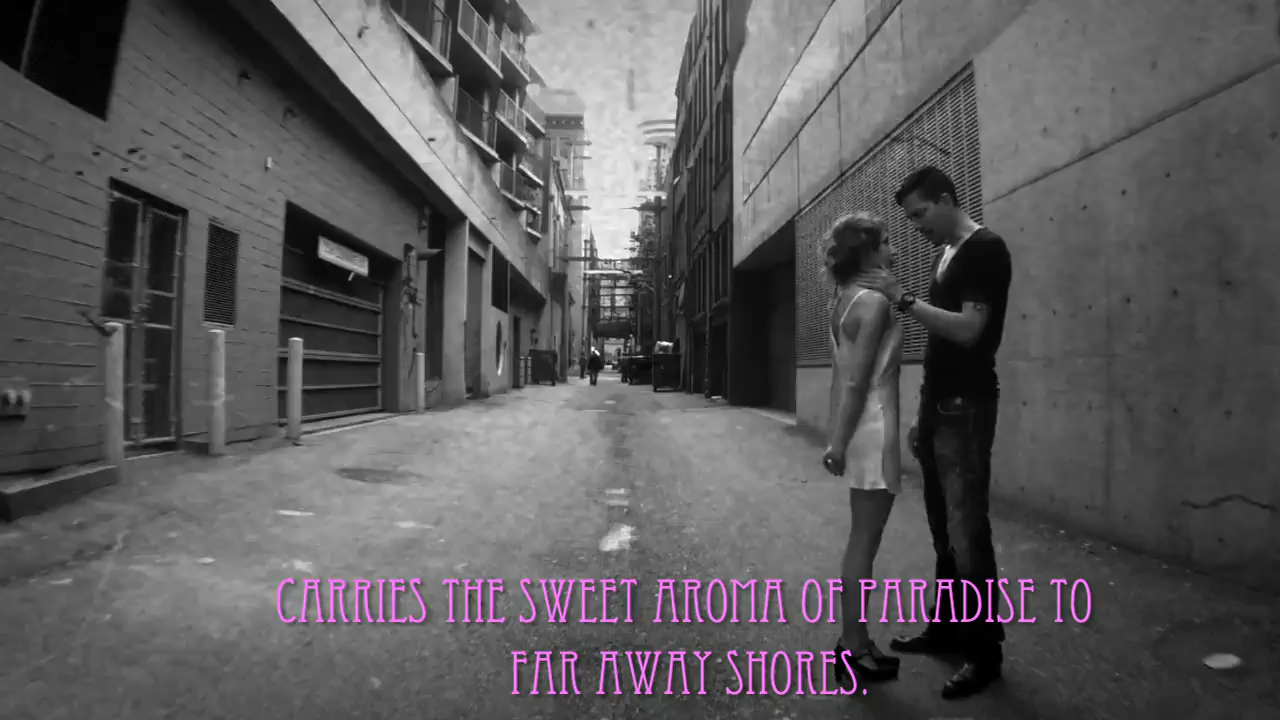 CARRIES THE SWEET AROMA OF PARADISE TO
FAR AWAY SHORES.